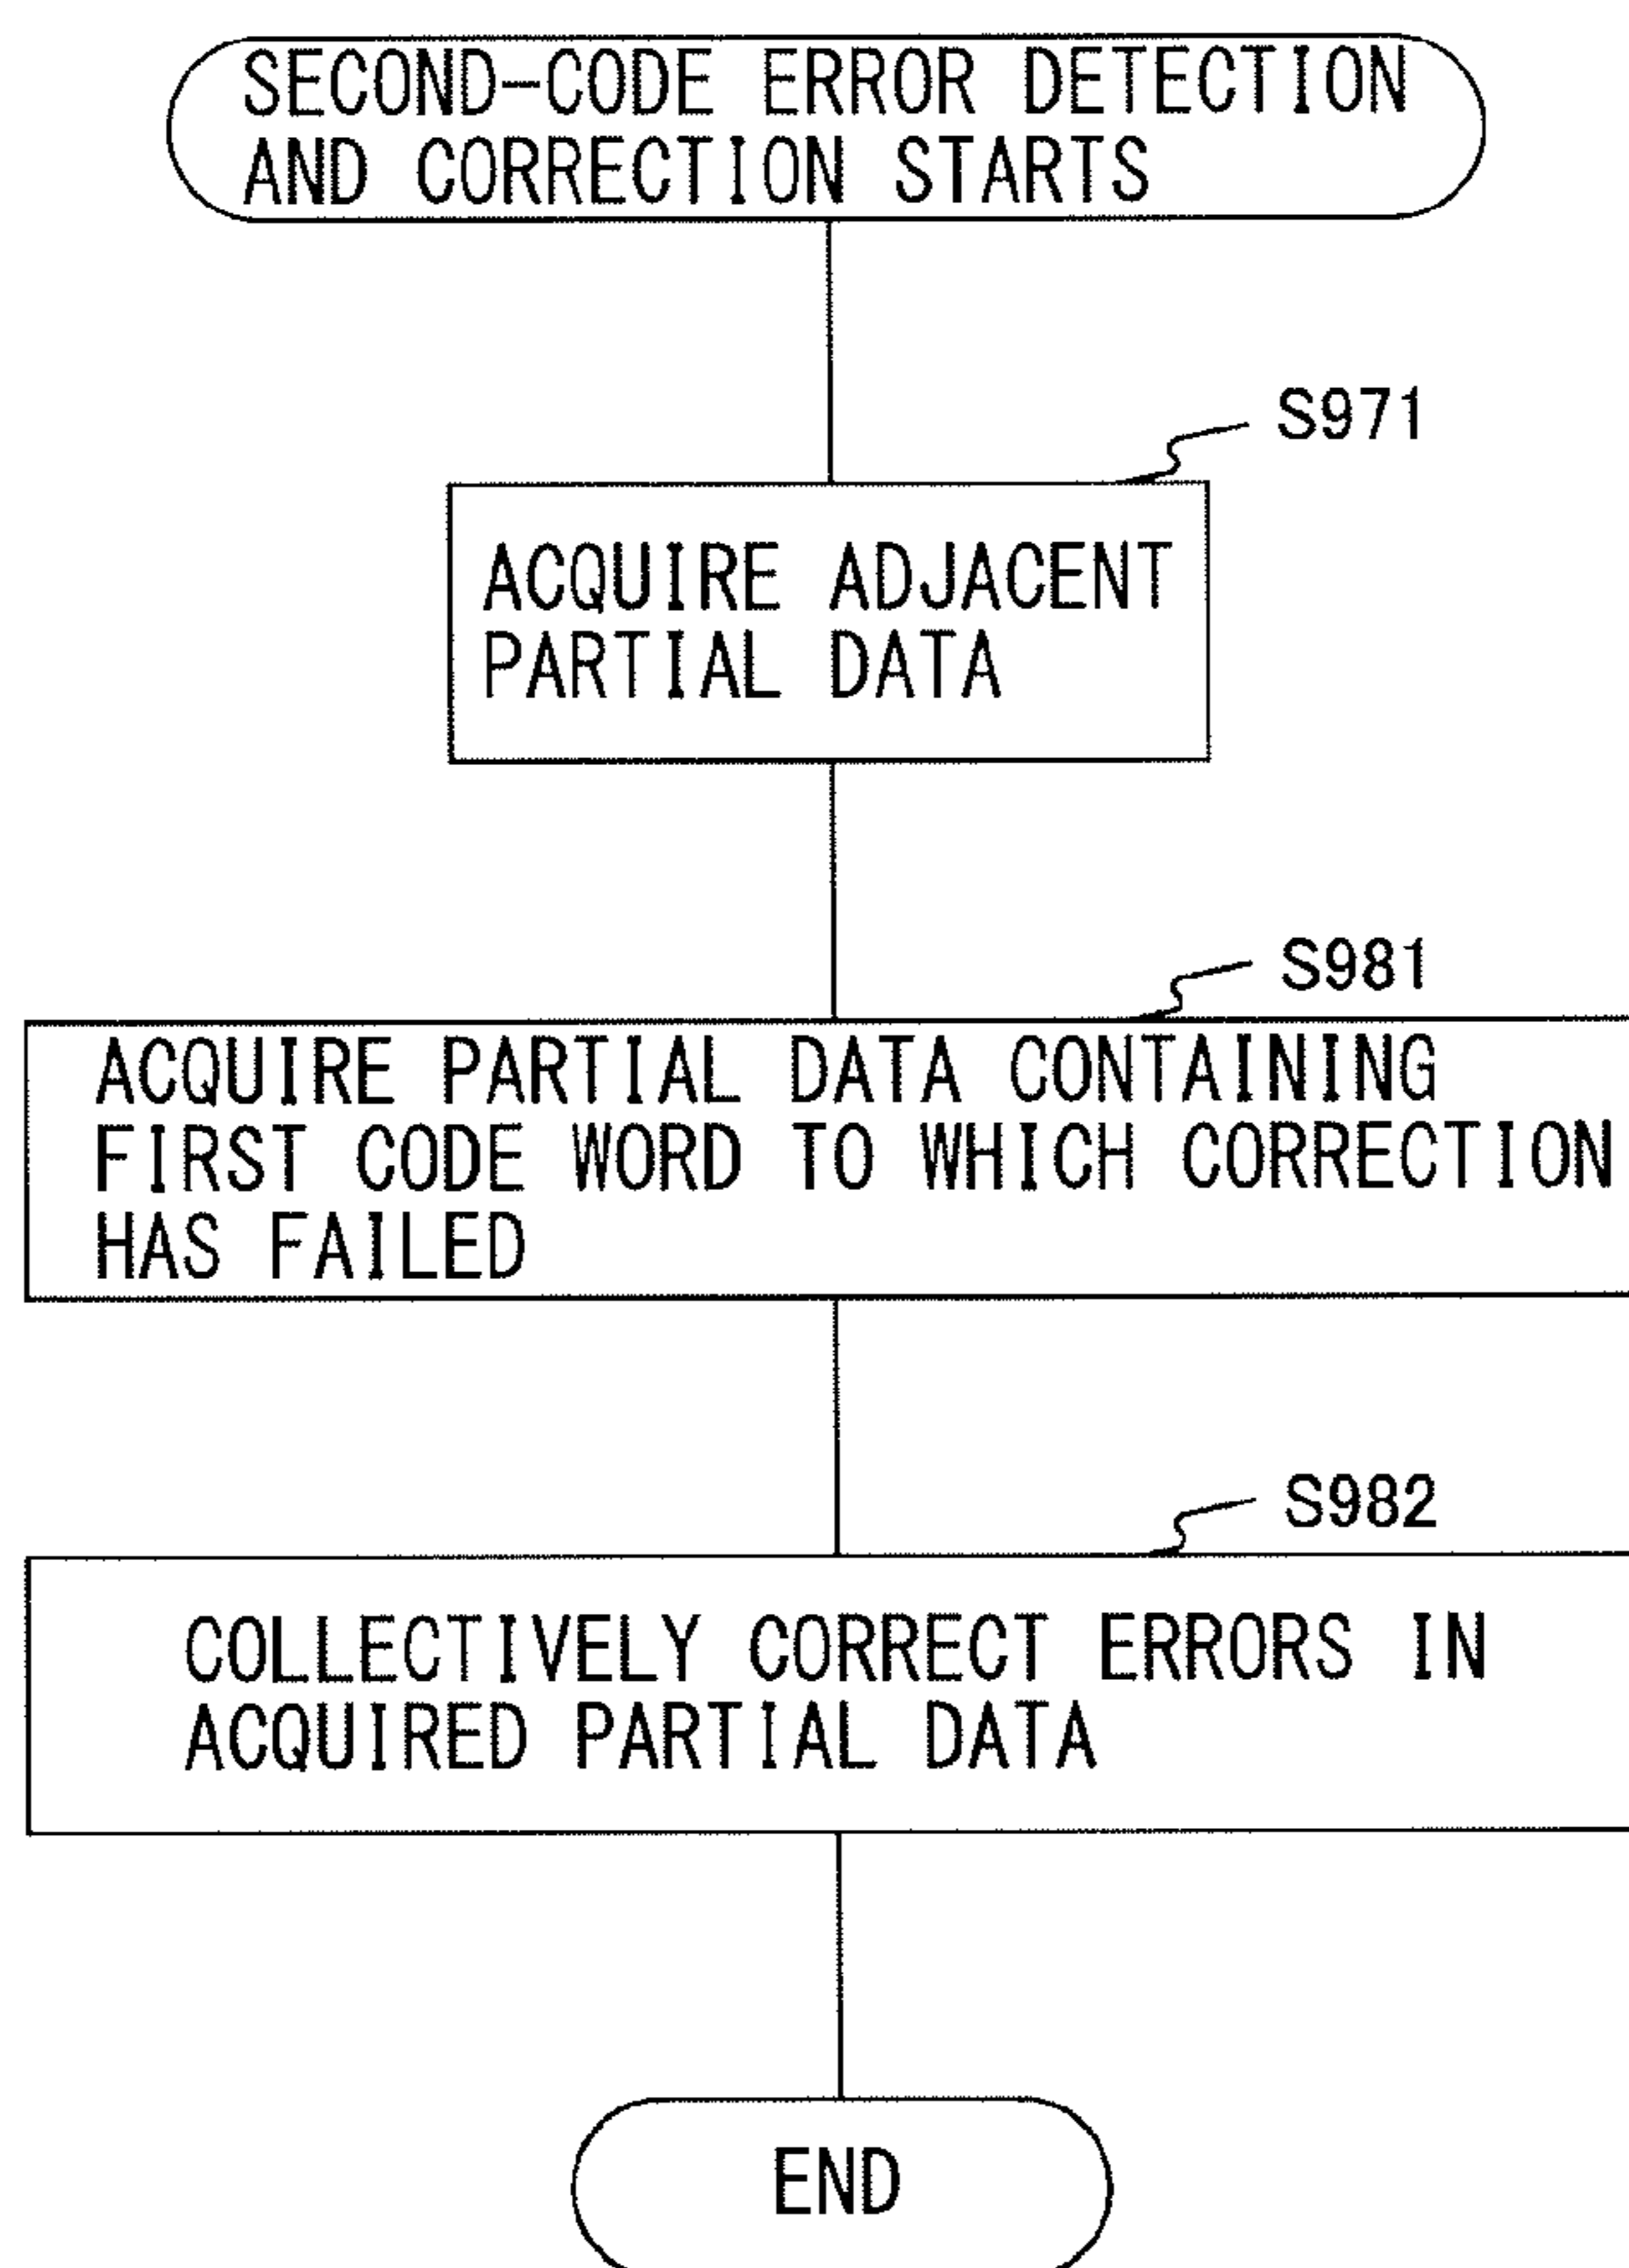 SECOND-CODE ERROR DETECTION
AND CORRECTION STARTS
S971
ACQUIRE ADJACENT
PARTIAL DATA
S981
ACQUIRE PARTIAL DATA CONTAINING
FIRST CODE WORD TO WHICH CORRECTION
HAS FAILED
S982
COLLECTIVELY CORRECT ERRORS IN
ACQUIRED PARTIAL DATA
END